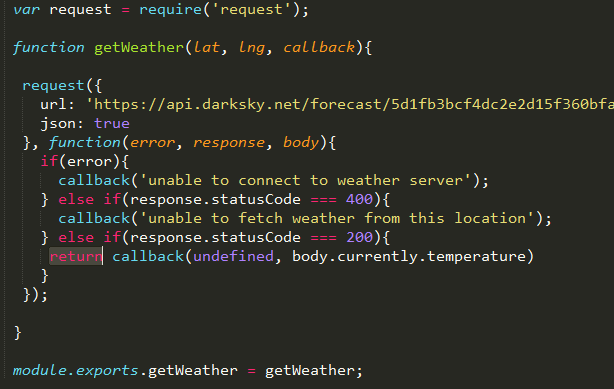 var request = require('request');
function getWeather(lat, lng, callback){
request({
url: 'https://api.darksky.net/forecast/5d1fb3bcf4dc2e2d15f360bfa
json: true
}, function(error, response, body){
if(error){
callback('unable to connect to weather server');
} else if(response.statusCode === 400){
callback('unable to fetch weather from this location');
} else if(response.statusCode === 200){
return callback(undefined, body.currently.temperature)
}
});
}
module.exports.getWeather = getWeather;